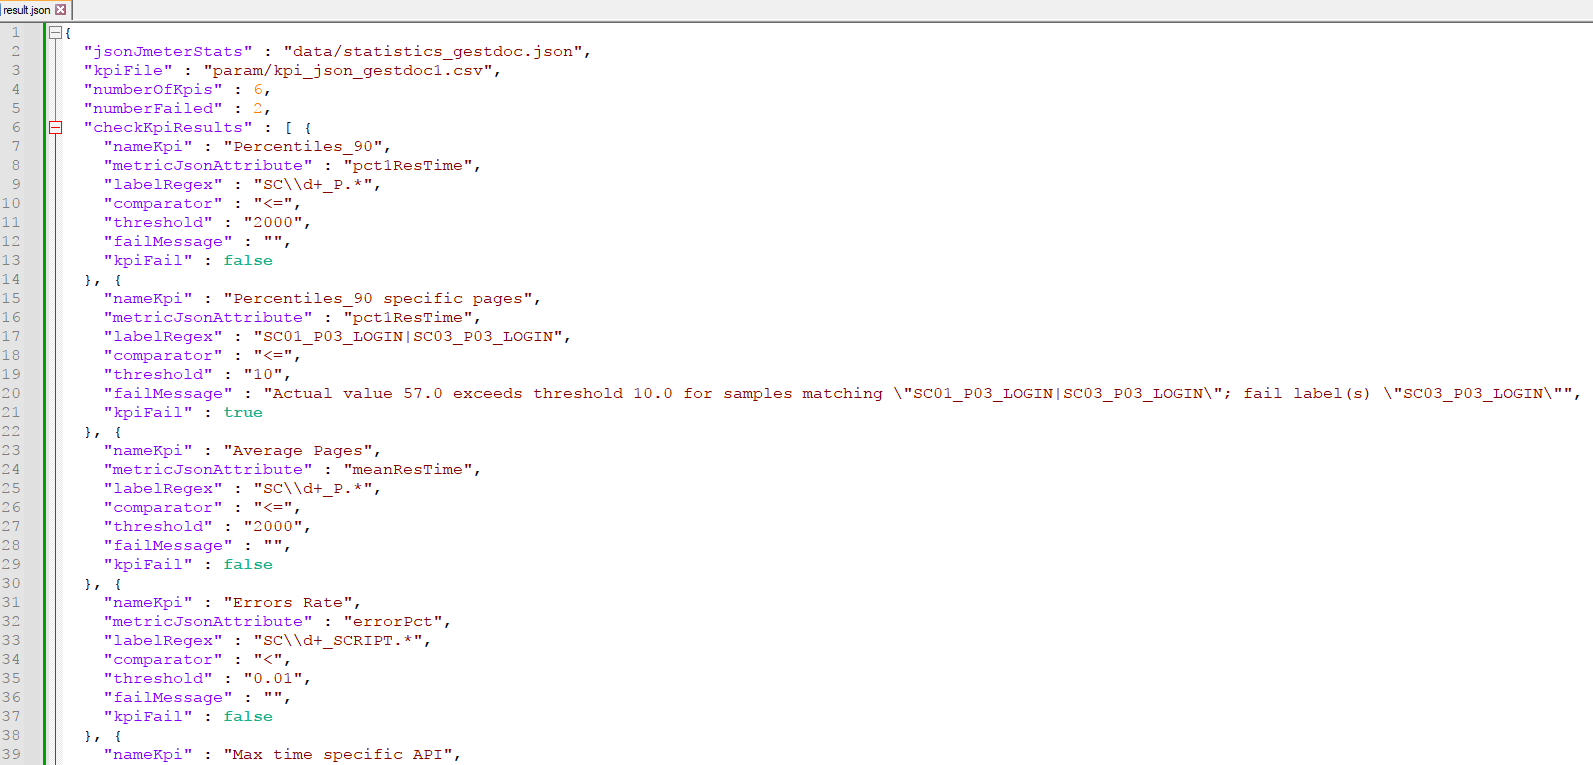 result.json
1 {
2 "jsonJmeterStats" : "data/statistics_gestdoc.json",
3 "kpiFile" : "param/kpi_json_gestdoc1.csv",
4 "numberOfKpis" : 6,
5 "numberFailed" : 2,
6 "checkKpiResults" : [ {
7 "nameKpi" : "Percentiles_90",
8 "metricJsonAttribute" : "pct1ResTime",
9 "labelRegex" : "SC\\d+_P.*",
10 "comparator" : "<=",
11 "threshold" : "2000",
12 "failMessage" : "",
13 "kpiFail" : false
14 }, {
15 "nameKpi" : "Percentiles_90 specific pages",
16 "metricJsonAttribute" : "pct1ResTime",
17 "labelRegex" : "SC01_P03_LOGIN|SC03_P03_LOGIN",
18 "comparator" : "<=",
19 "threshold" : "10",
20 "failMessage" : "Actual value 57.0 exceeds threshold 10.0 for samples matching \"SC01_P03_LOGIN|SC03_P03_LOGIN\"; fail label(s) \"SC03_P03_LOGIN\"",
21 "kpiFail" : true
22 }, {
23 "nameKpi" : "Average Pages",
24 "metricJsonAttribute" : "meanResTime",
25 "labelRegex" : "SC\\d+_P.*",
26 "comparator" : "<=",
27 "threshold" : "2000",
28 "failMessage" : "",
29 "kpiFail" : false
30 }, {
31 "nameKpi" : "Errors Rate",
32 "metricJsonAttribute" : "errorPct",
33 "labelRegex" : "SC\\d+_SCRIPT.*",
34 "comparator" : "<",
35 "threshold" : "0.01",
36 "failMessage" : "",
37 "kpiFail" : false
38 }, {
39 "nameKpi" : "Max time specific API",